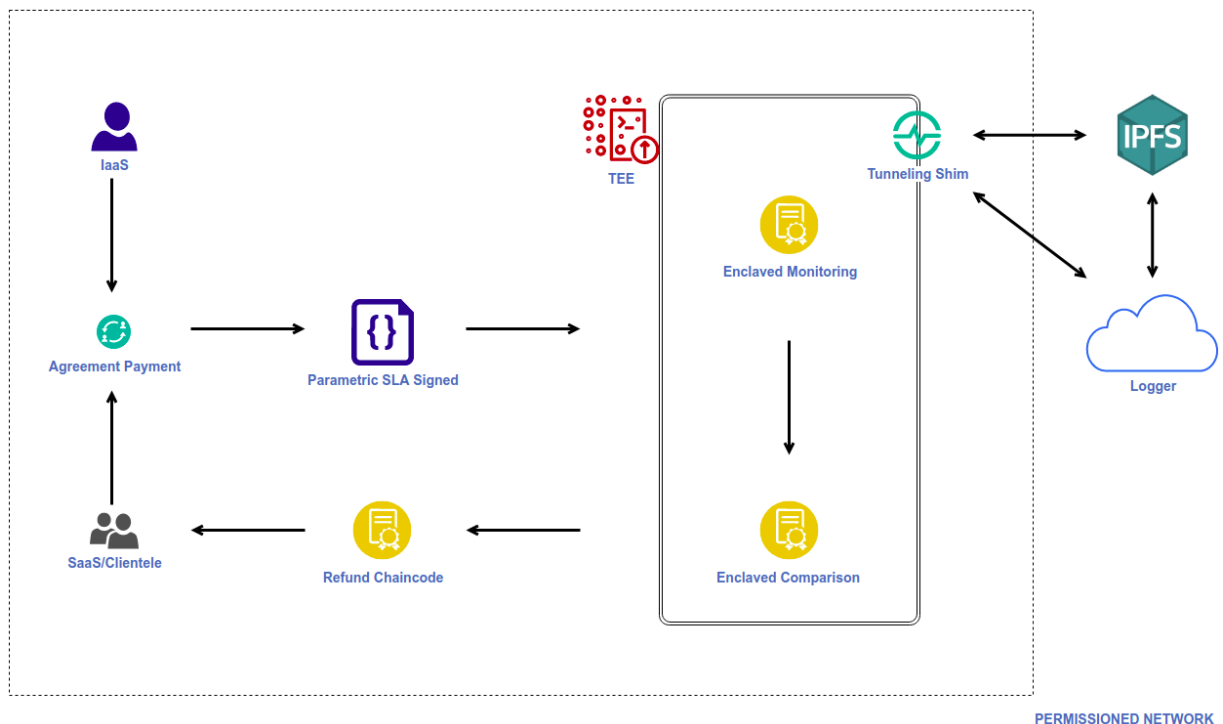 IaaS
TEE
Tunneling Shim
IPFS
Enclaved Monitoring
Agreement Payment
{}
Parametric SLA Signed
Logger
SaaS/Clientele
Refund Chaincode
Enclaved Comparison
PERMISSIONED NETWORK